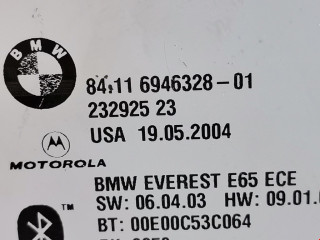 BMW
84.11 6946328-01
232925 23
USA 19.05.2004
MOTOROLA
TM
BMW EVEREST E65 ECE
SW: 06.04.03 HW: 09.01.
BT: 00E00C53C064